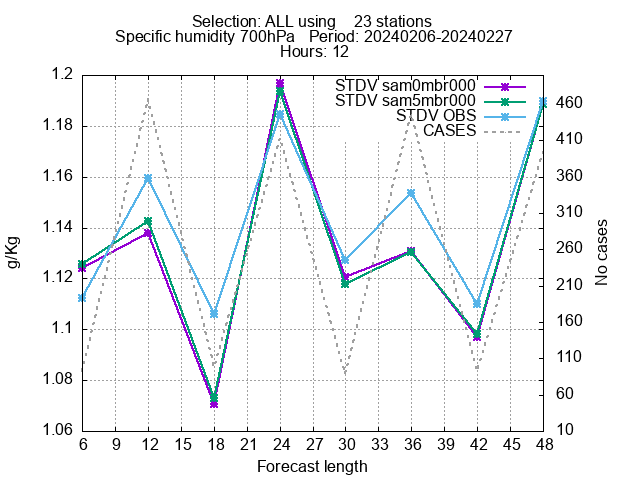 Selection: ALL using    23 stations
Specific humidity 700hPa   Period: 20240206-20240227
Hours: 12
STDV sam0mbr000
STDV sam5mbr000
STDV OBS
CASES
1.2
1.18
1.16
1.14
1.12
1.1
1.08
1.06
g/Kg
460
410
360
310
260
210
160
110
60
10
No cases
6 9 12 15 18 21 24 27 30 33 36 39 42 45 48
Forecast length